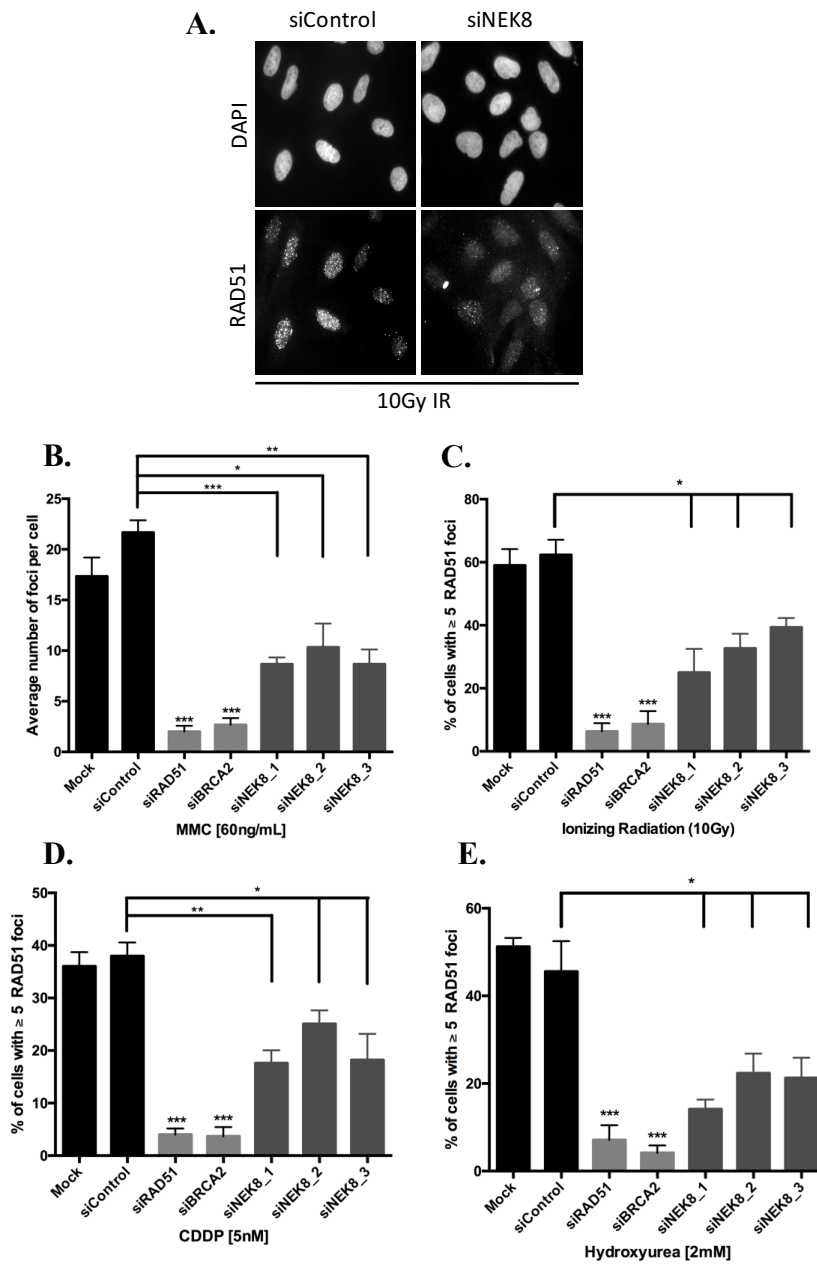 A.
siControl siNEK8
DAPI
RAD51
10Gy IR
B.
**
*
***
Average number of foci per cell
25
20
15
10
5
0
*** ***
Mock siControl siRAD51 siBRCA2 siNEK8_1 siNEK8_2 siNEK8_3
MMC [60ng/mL]
C.
*
% of cells with ≥ 5 RAD51 foci
80
60
40
20
0
*** ***
Mock siControl siRAD51 siBRCA2 siNEK8_1 siNEK8_2 siNEK8_3
Ionizing Radiation (10Gy)
D.
*
**
% of cells with ≥ 5 RAD51 foci
50
40
30
20
10
0
*** ***
Mock siControl siRAD51 siBRCA2 siNEK8_1 siNEK8_2 siNEK8_3
CDDP [5nM]
E.
*
% of cells with ≥ 5 RAD51 foci
60
40
20
0
*** ***
Mock siControl siRAD51 siBRCA2 siNEK8_1 siNEK8_2 siNEK8_3
Hydroxyurea [2mM]